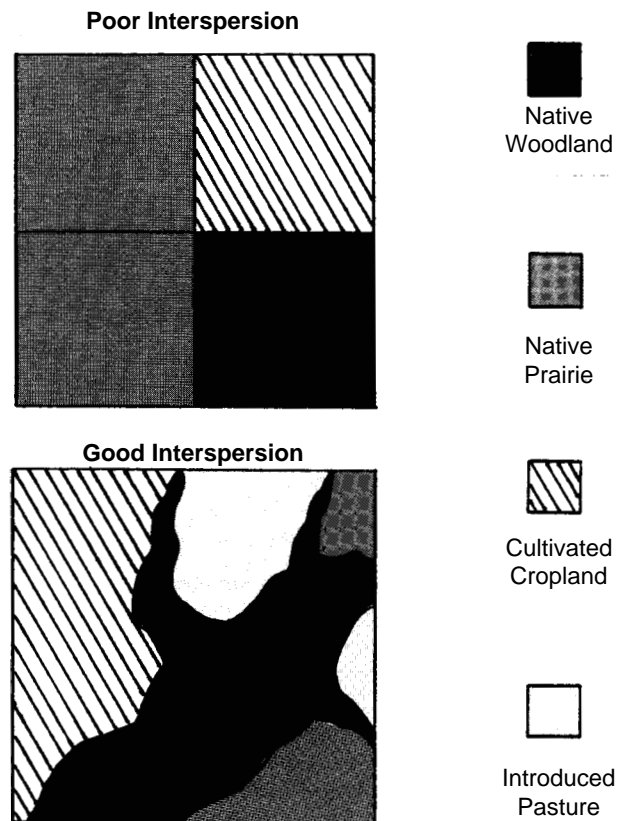 Poor Interspersion
Native
Woodland
Native
Prairie
Good Interspersion
Cultivated
Cropland
Introduced
Pasture